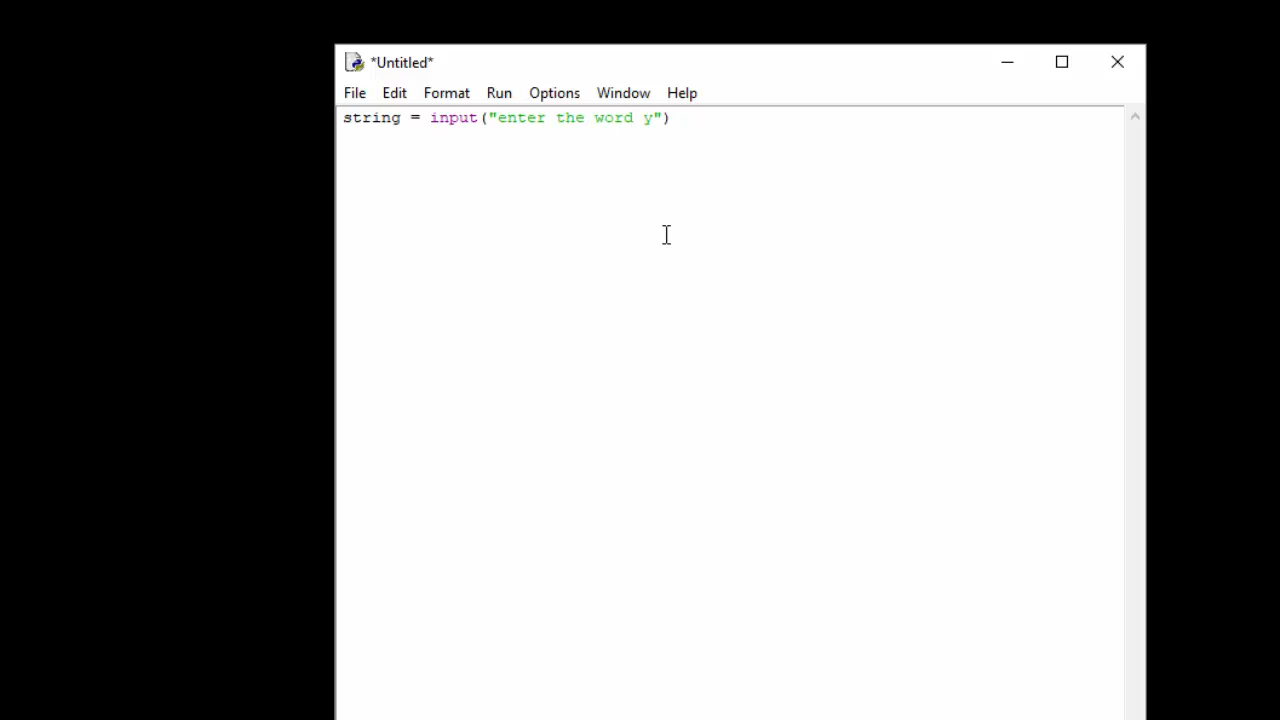 *Untitled*
File Edit Format Run Options Window Help
string = input("enter the word y")